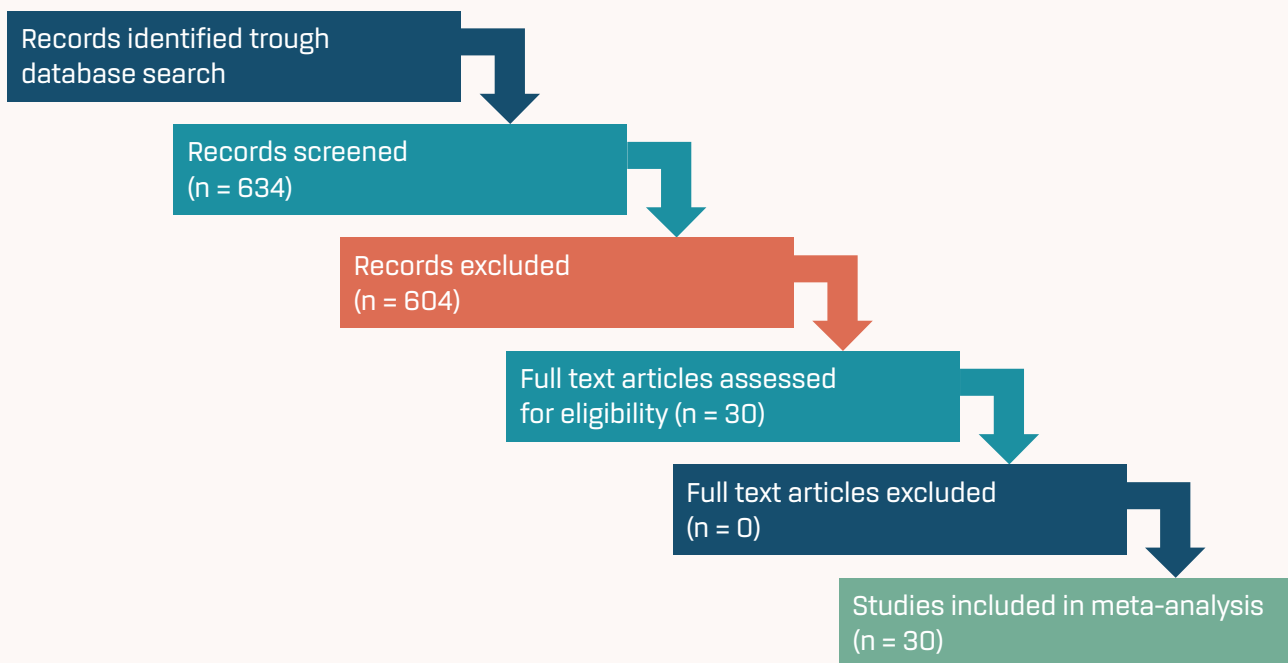 Records identified trough
database search
Records screened
(n = 634)
Records excluded
(n = 604)
Full text articles assessed
for eligibility (n = 30)
Full text articles excluded
(n = 0)
Studies included in meta-analysis
(n = 30)